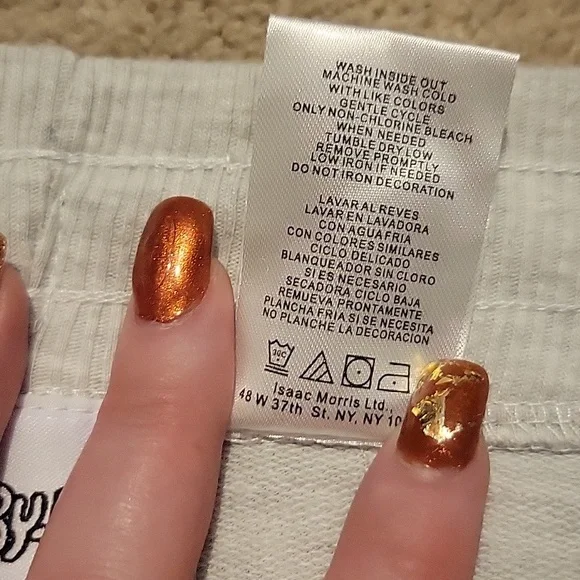 WASH INSIDE OUT
MACHINE WASH COLD
WITH LIKE COLORS
GENTLE CYCLE
ONLY NON-CHLORINE BLEACH
WHEN NEEDED
TUMBLE DRY LOW
REMOVE PROMPTLY
LOW IRON IF NEEDED
DO NOT IRON DECORATION
LAVAR AL REVES
LAVAR EN LAVADORA
CON AGUA FRIA
CON COLORES SIMILARES
CICLO DELICADO
BLANQUEADOR SIN CLORO
SI ES NECESARIO
SECADORA CICLO BAJA
REMUEVA PRONTAMENTE
PLANCHA FRIA SI SE NECESITA
NO PLANCHE LA DECORACION
30C
Isaac Morris Ltd.,
48 W 37th St. NY, NY 10
By